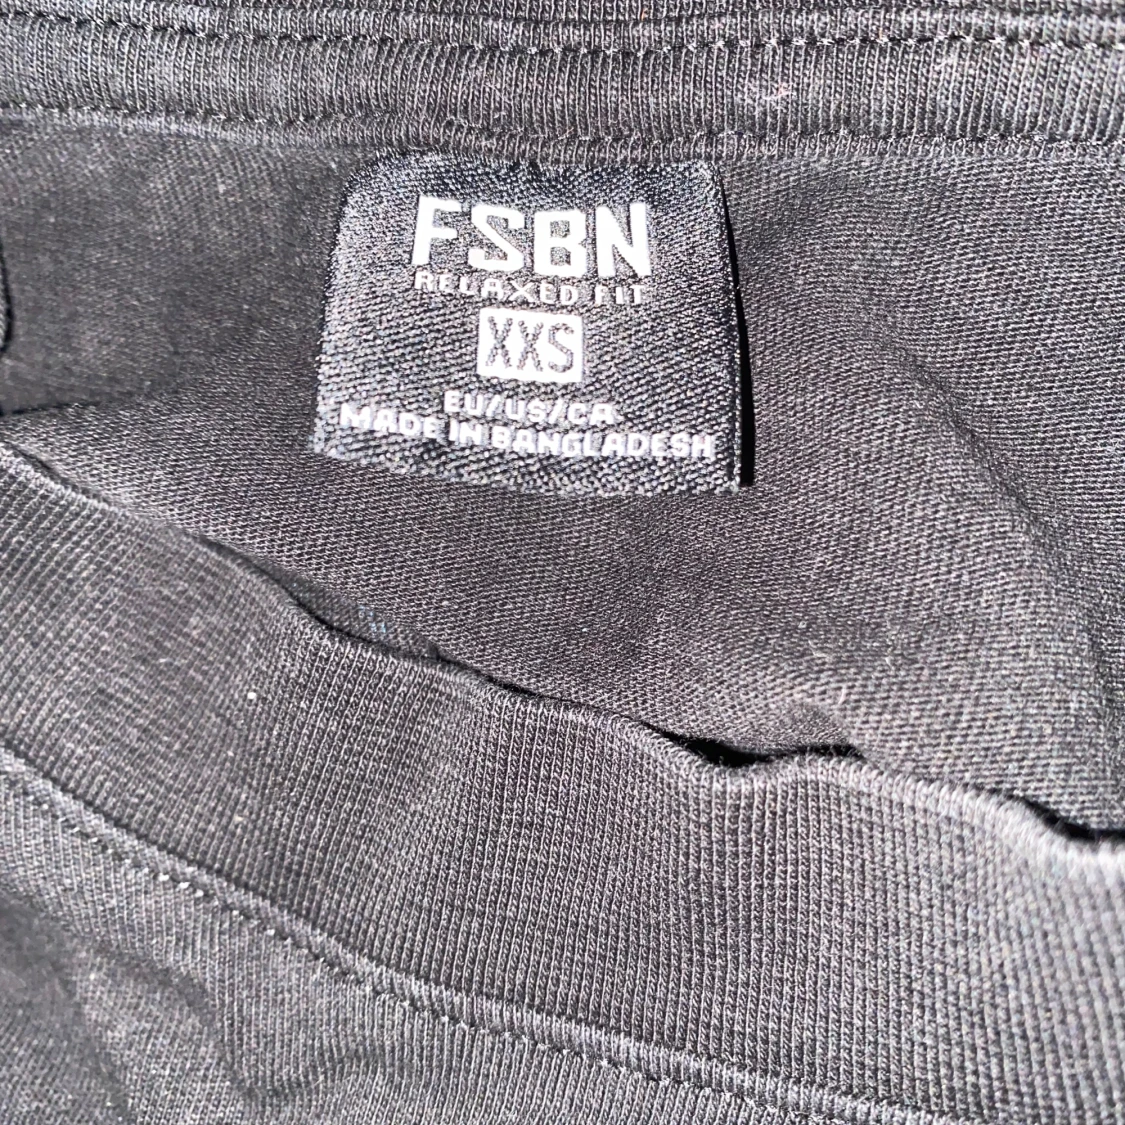 FSBN
RELAXED FIT
XXS
EU/US/CA
MADE IN BANGLADESH